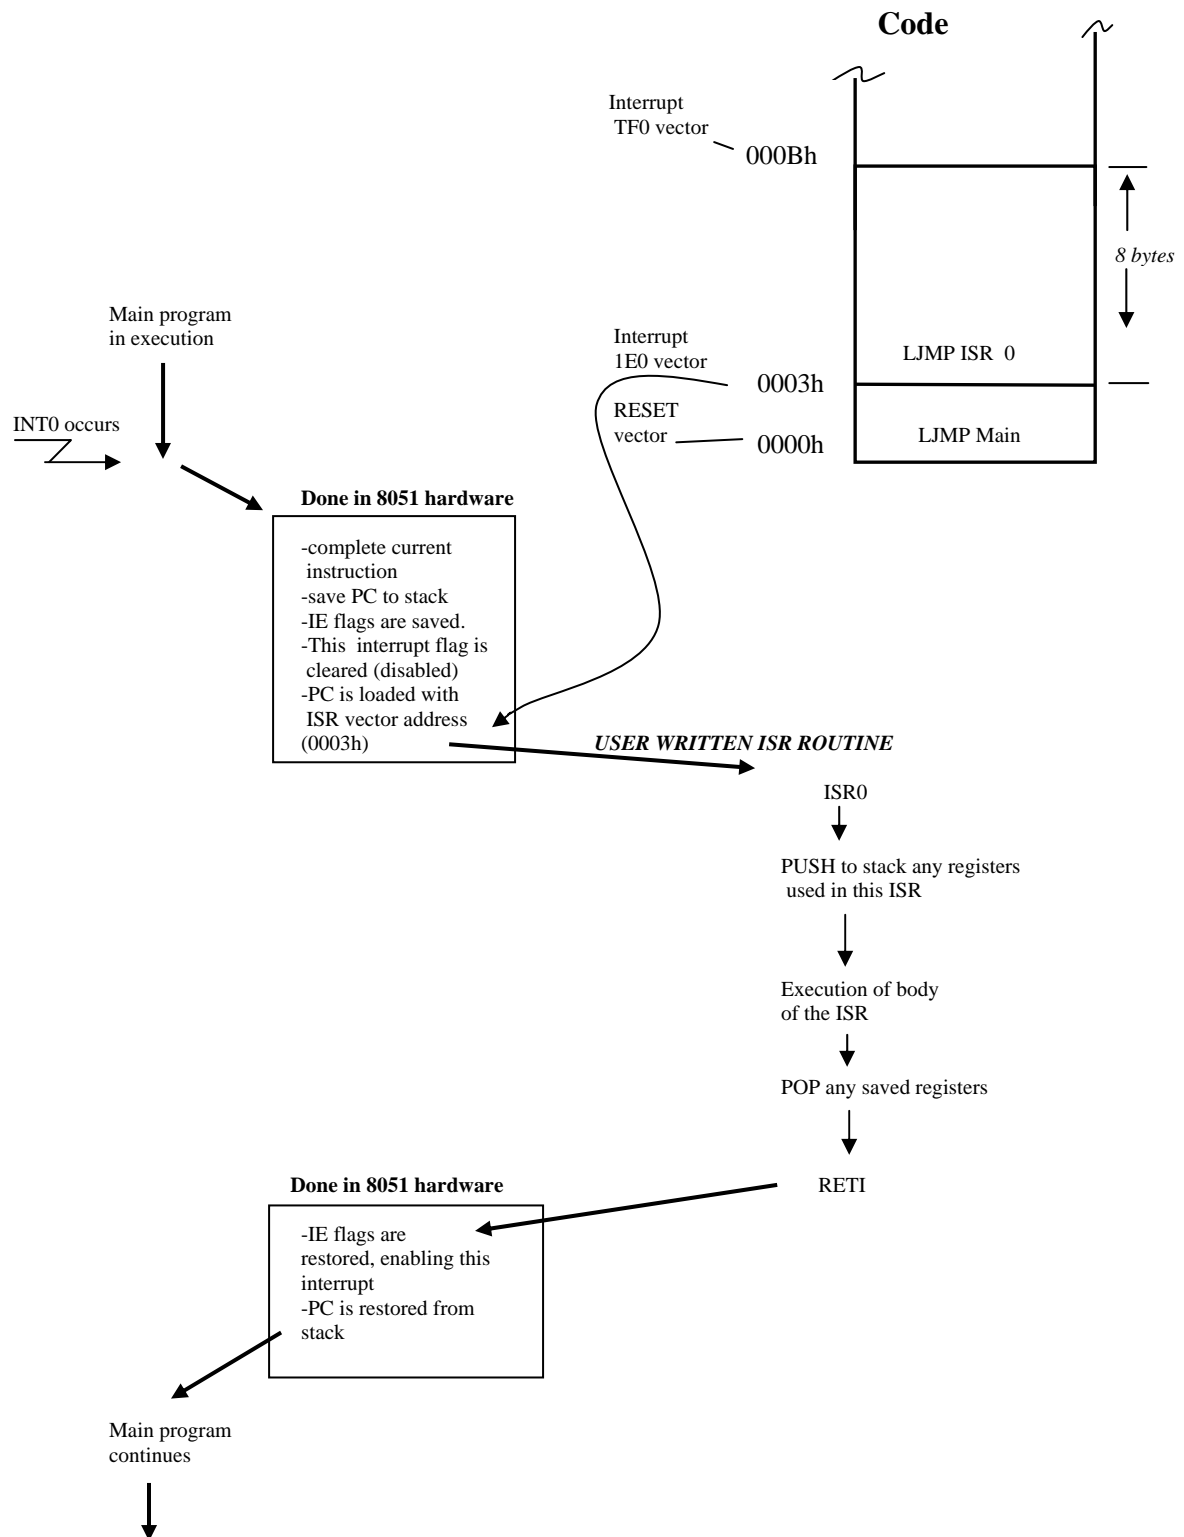 Code
Interrupt
TF0 vector
000Bh
8 bytes
Main program
in execution
Interrupt
1E0 vector
LJMP ISR 0
0003h
RESET
vector
INT0 occurs
LJMP Main
0000h
Done in 8051 hardware
-complete current
instruction
-save PC to stack
-IE flags are saved.
-This interrupt flag is
cleared (disabled)
-PC is loaded with
ISR vector address
(0003h)
USER WRITTEN ISR ROUTINE
ISR0
PUSH to stack any registers
used in this ISR
Execution of body
of the ISR
POP any saved registers
RETI
Done in 8051 hardware
-IE flags are
restored, enabling this
interrupt
-PC is restored from
stack
Main program
continues